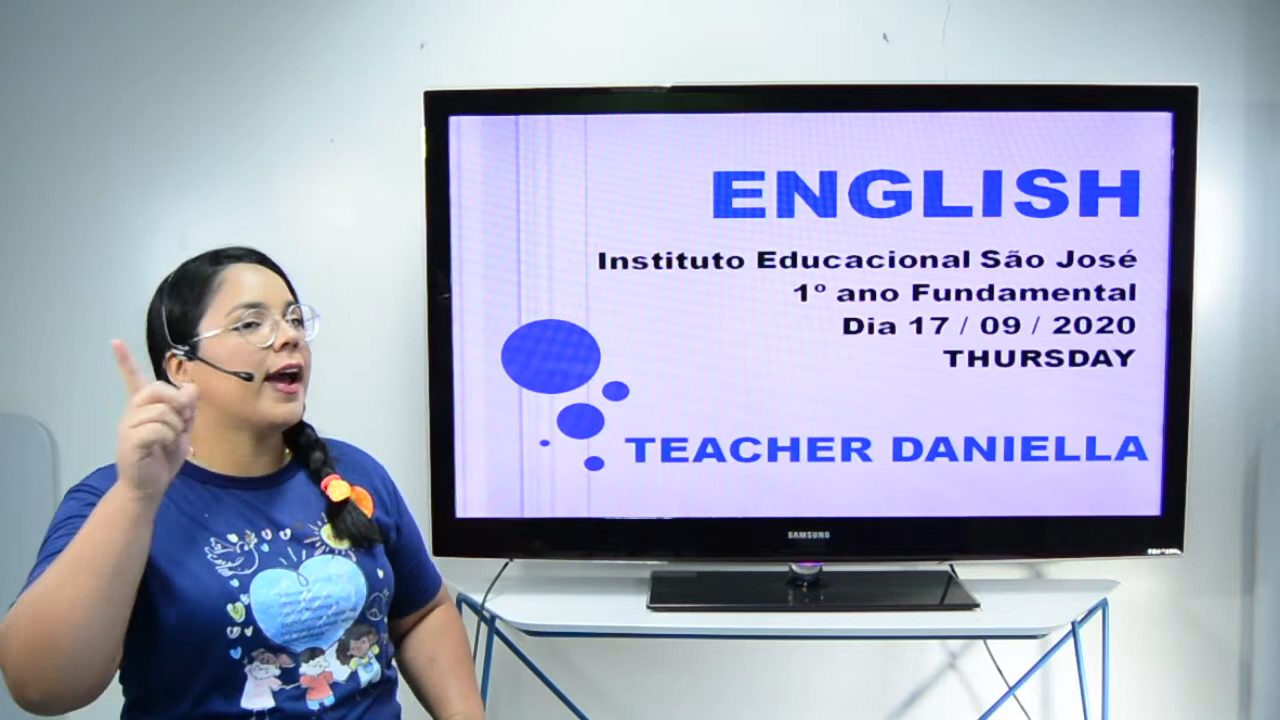 ENGLISH
Instituto Educacional São José
1º ano Fundamental
Dia 17 / 09 / 2020
THURSDAY
TEACHER DANIELLA
SAMSUNG